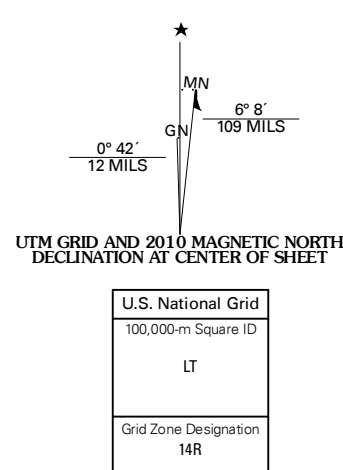 MN
6° 8´
109 MILS
GN
0° 42´
12 MILS
UTM GRID AND 2010 MAGNETIC NORTH
DECLINATION AT CENTER OF SHEET
U.S. National Grid
100,000-m Square ID
LT
Grid Zone Designation
14R